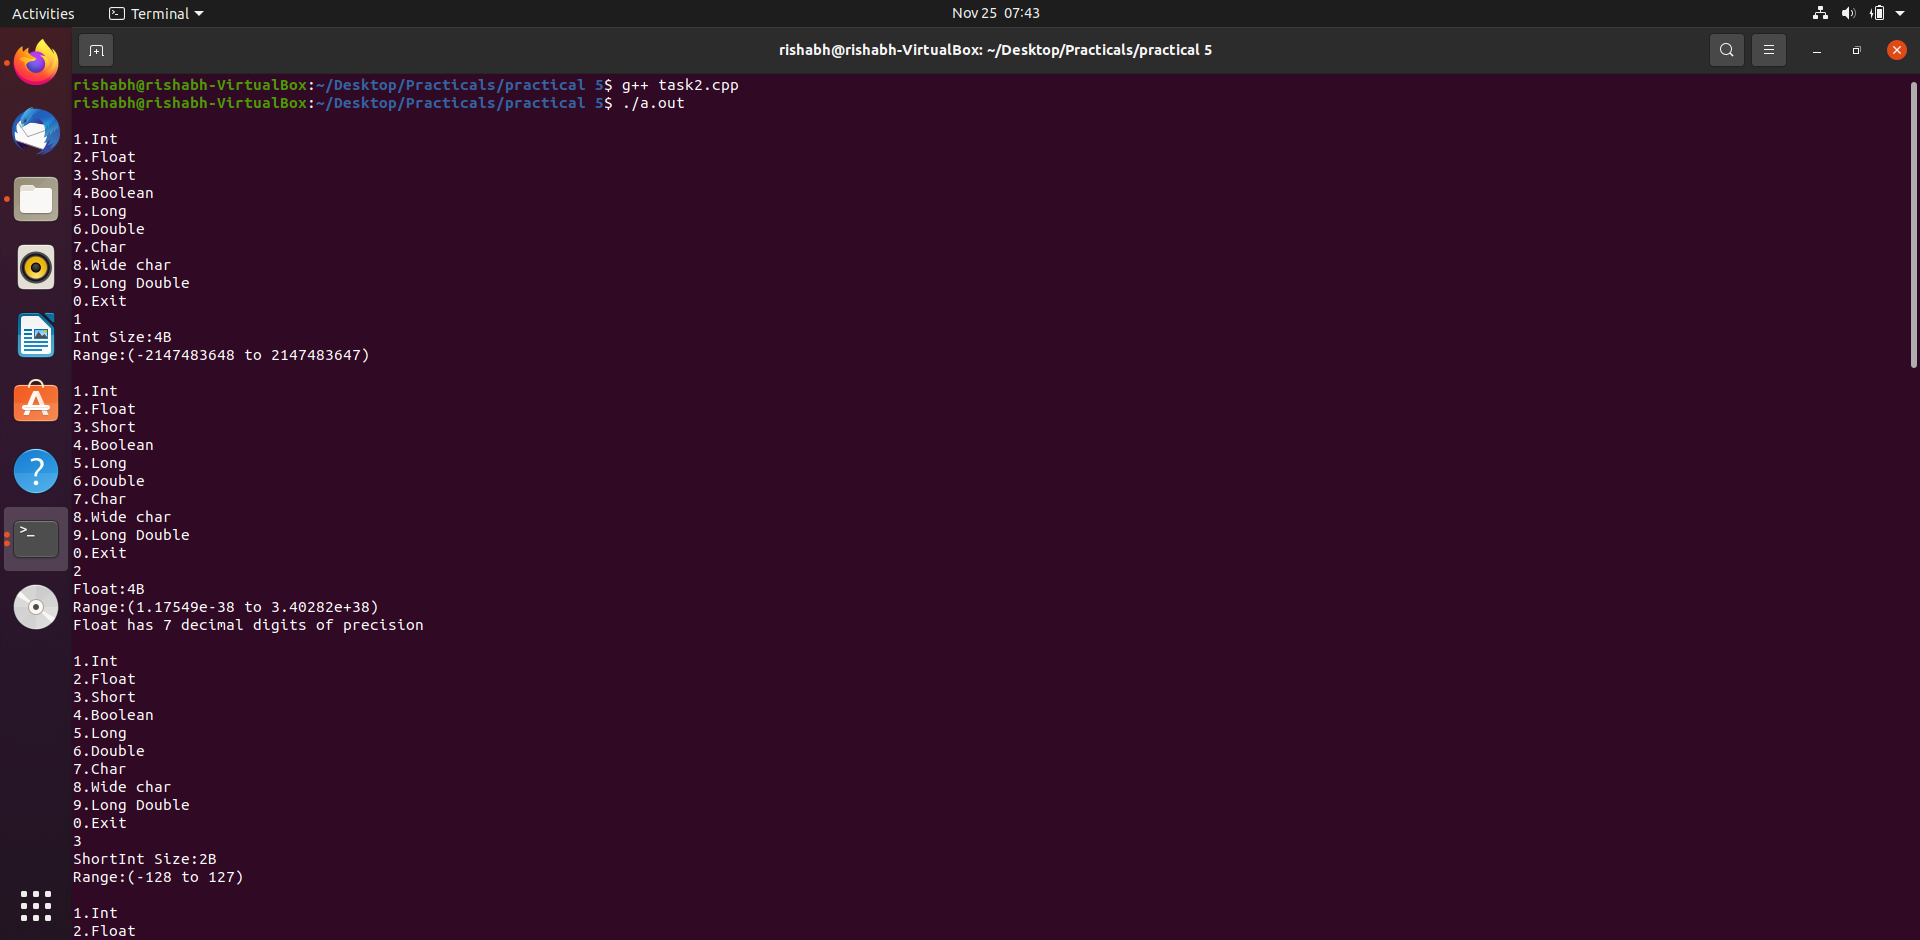 Activities
Terminal
Nov 25 07:43
rishabh@rishabh-VirtualBox: ~/Desktop/Practicals/practical 5
rishabh@rishabh-VirtualBox:~/Desktop/Practicals/practical 5$ g++ task2.cpp
rishabh@rishabh-VirtualBox:~/Desktop/Practicals/practical 5$ ./a.out
1.Int
2.Float
3.Short
4.Boolean
5.Long
6.Double
7.Char
8.Wide char
9.Long Double
0.Exit
1
Int Size:4B
Range:(-2147483648 to 2147483647)
1.Int
2.Float
3.Short
4.Boolean
5.Long
6.Double
7.Char
8.Wide char
9.Long Double
0.Exit
2
Float:4B
Range:(1.17549e-38 to 3.40282e+38)
Float has 7 decimal digits of precision
1.Int
2.Float
3.Short
4.Boolean
5.Long
6.Double
7.Char
8.Wide char
9.Long Double
0.Exit
3
ShortInt Size:2B
Range:(-128 to 127)
1.Int
2.Float